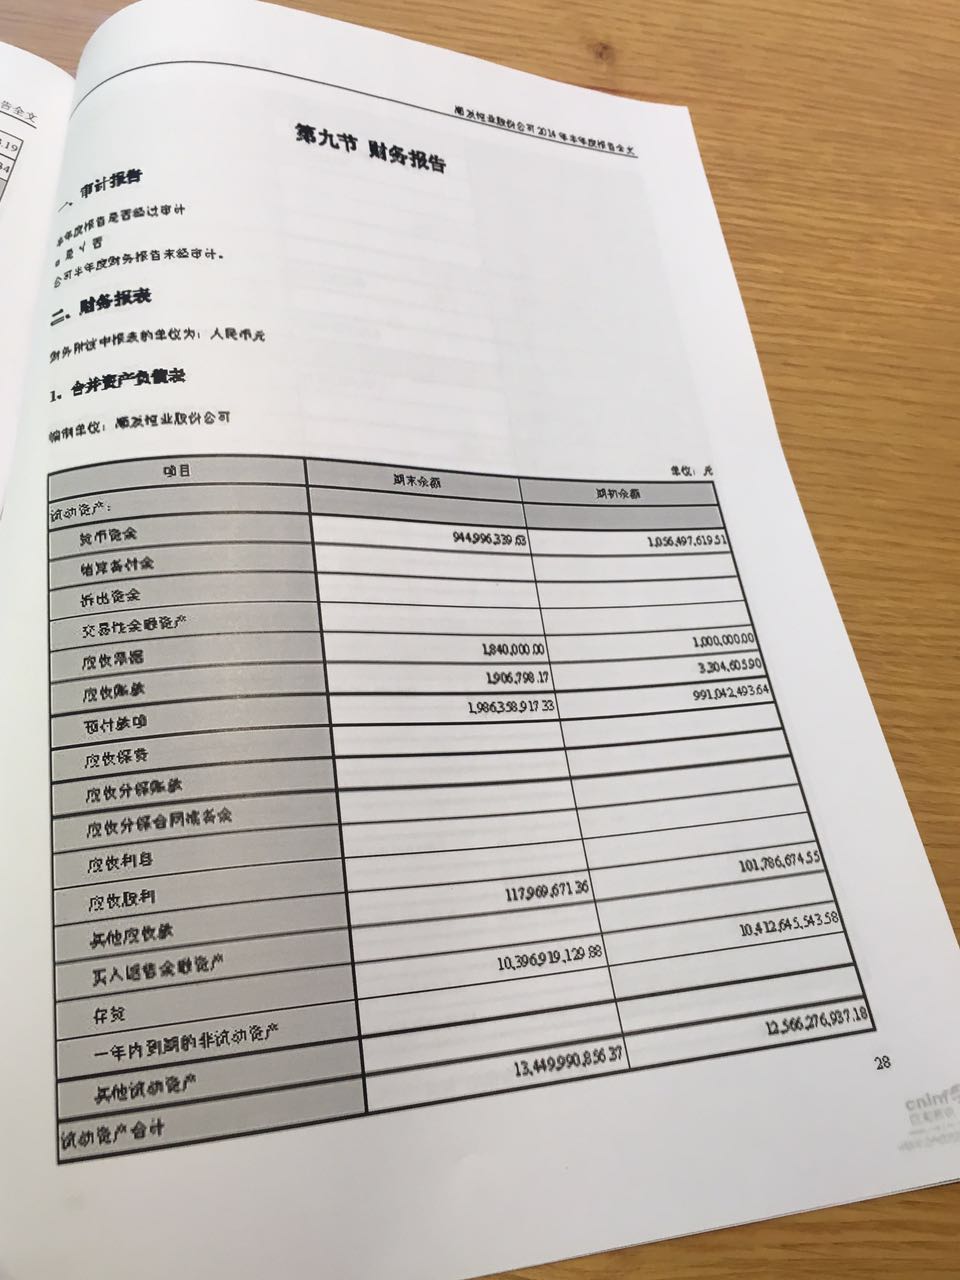 告全文
.19
顺发恒业股份公司 2014 年半年度报告全文
第九节 财务报告
一、审计报告
半年度报告是否经过审计
□ 是 √ 否
公司半年度财务报告未经审计。
二、财务报表
财务附注中报表的单位为：人民币元
1、合并资产负债表
编制单位：顺发恒业股份公司
单位：元
项目 期末余额 期初余额
流动资产：
货币资金 944,996,339.63 1,056,497,619.51
结算备付金
拆出资金
交易性金融资产
应收票据 1,840,000.00 1,000,000.00
应收账款 1,906,798.17 3,304,605.90
预付款项 1,986,358,917.33 991,042,493.64
应收保费
应收分保账款
应收分保合同准备金
应收利息
应收股利
其他应收款 117,969,671.36 101,786,674.55
买入返售金融资产
存货 10,396,919,129.88 10,412,645,543.58
一年内到期的非流动资产
其他流动资产
流动资产合计 13,449,990,856.37 12,566,276,937.18
28